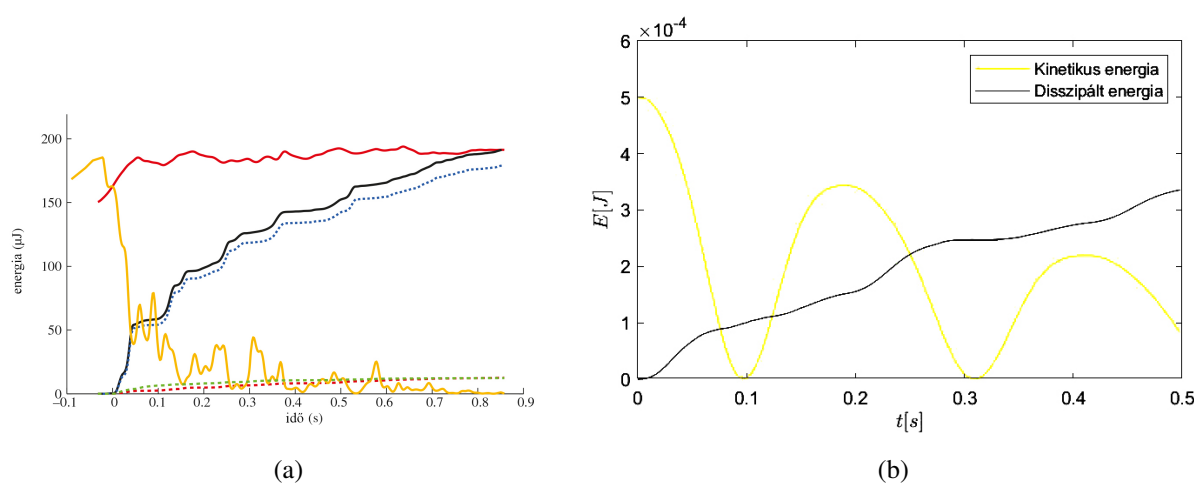 200
150
100
50
0
energia (µJ)
-0.1 0 0.1 0.2 0.3 0.4 0.5 0.6 0.7 0.8 0.9
idő (s)
(a)
×10⁻⁴
6
5
4
3
2
1
0
E[J]
Kinetikus energia
Disszipált energia
0 0.1 0.2 0.3 0.4 0.5
t[s]
(b)